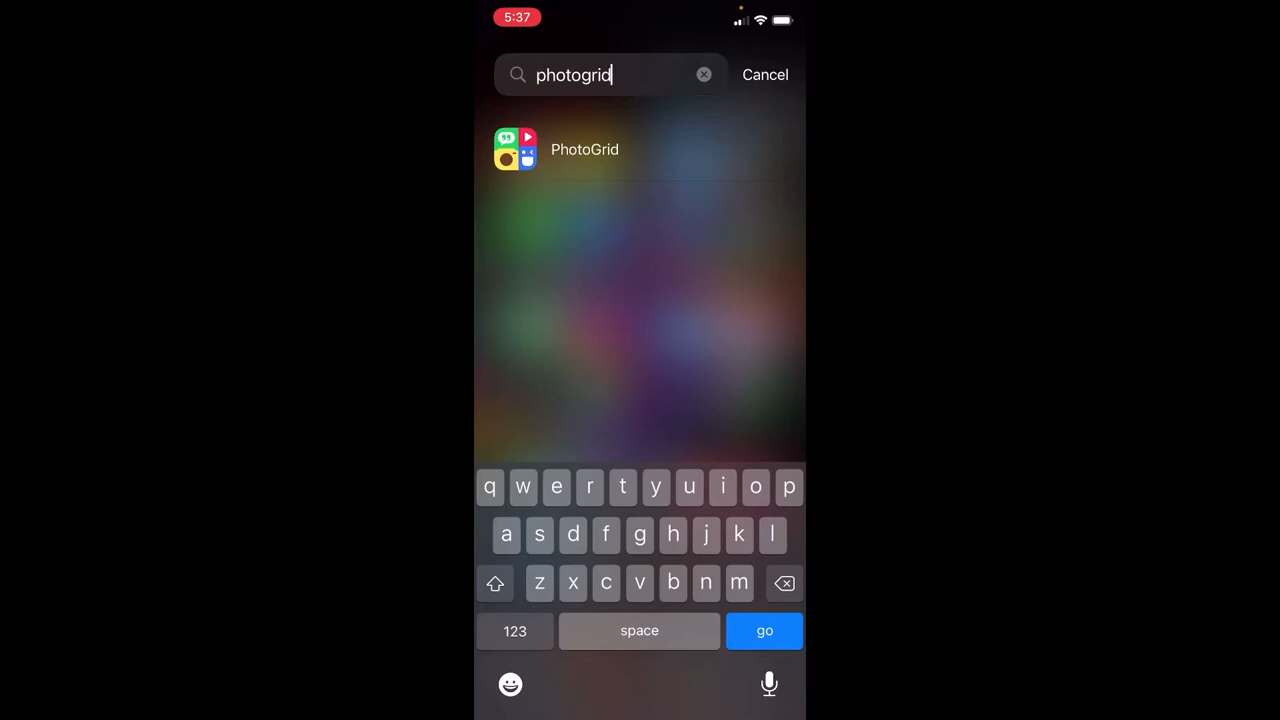 5:37
photogrid
Cancel
PhotoGrid
q w e r t y u i o p
a s d f g h j k l
z x c v b n m
123 space go